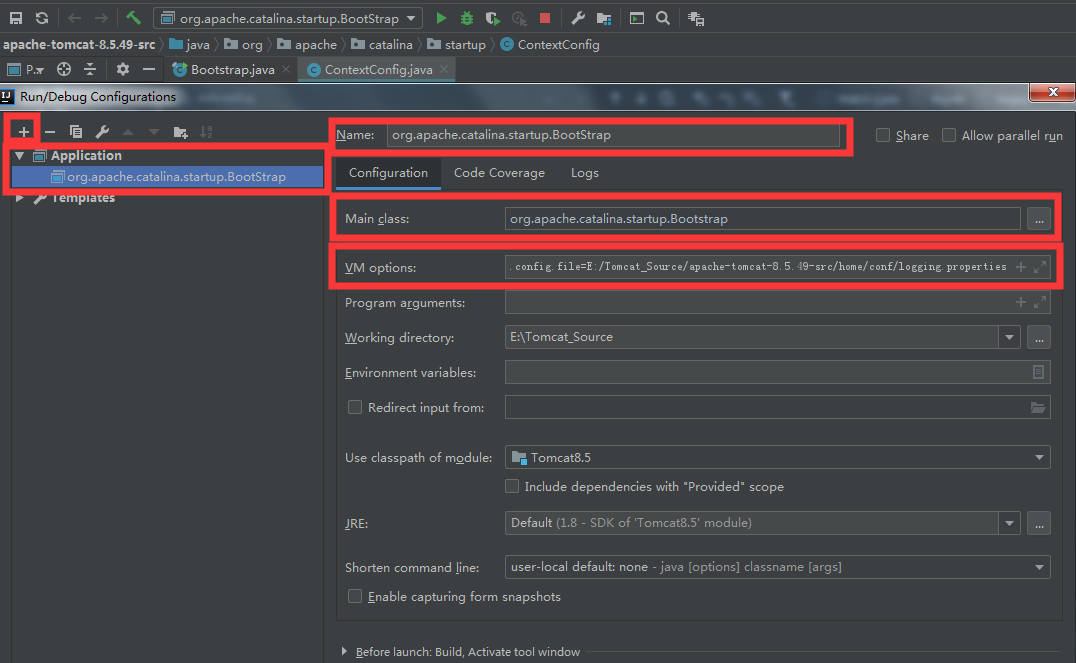 org.apache.catalina.startup.BootStrap
apache-tomcat-8.5.49-src java org apache catalina startup ContextConfig
P.. Bootstrap.java ContextConfig.java
Run/Debug Configurations
Name: org.apache.catalina.startup.BootStrap Share Allow parallel run
Application
org.apache.catalina.startup.BootStrap
Templates
Configuration Code Coverage Logs
Main class: org.apache.catalina.startup.Bootstrap ...
VM options: .config.file=E:/Tomcat_Source/apache-tomcat-8.5.49-src/home/conf/logging.properties
Program arguments:
Working directory: E:\Tomcat_Source ...
Environment variables:
Redirect input from:
Use classpath of module: Tomcat8.5
Include dependencies with "Provided" scope
JRE: Default (1.8 - SDK of 'Tomcat8.5' module) ...
Shorten command line: user-local default: none - java [options] classname [args]
Enable capturing form snapshots
Before launch: Build, Activate tool window